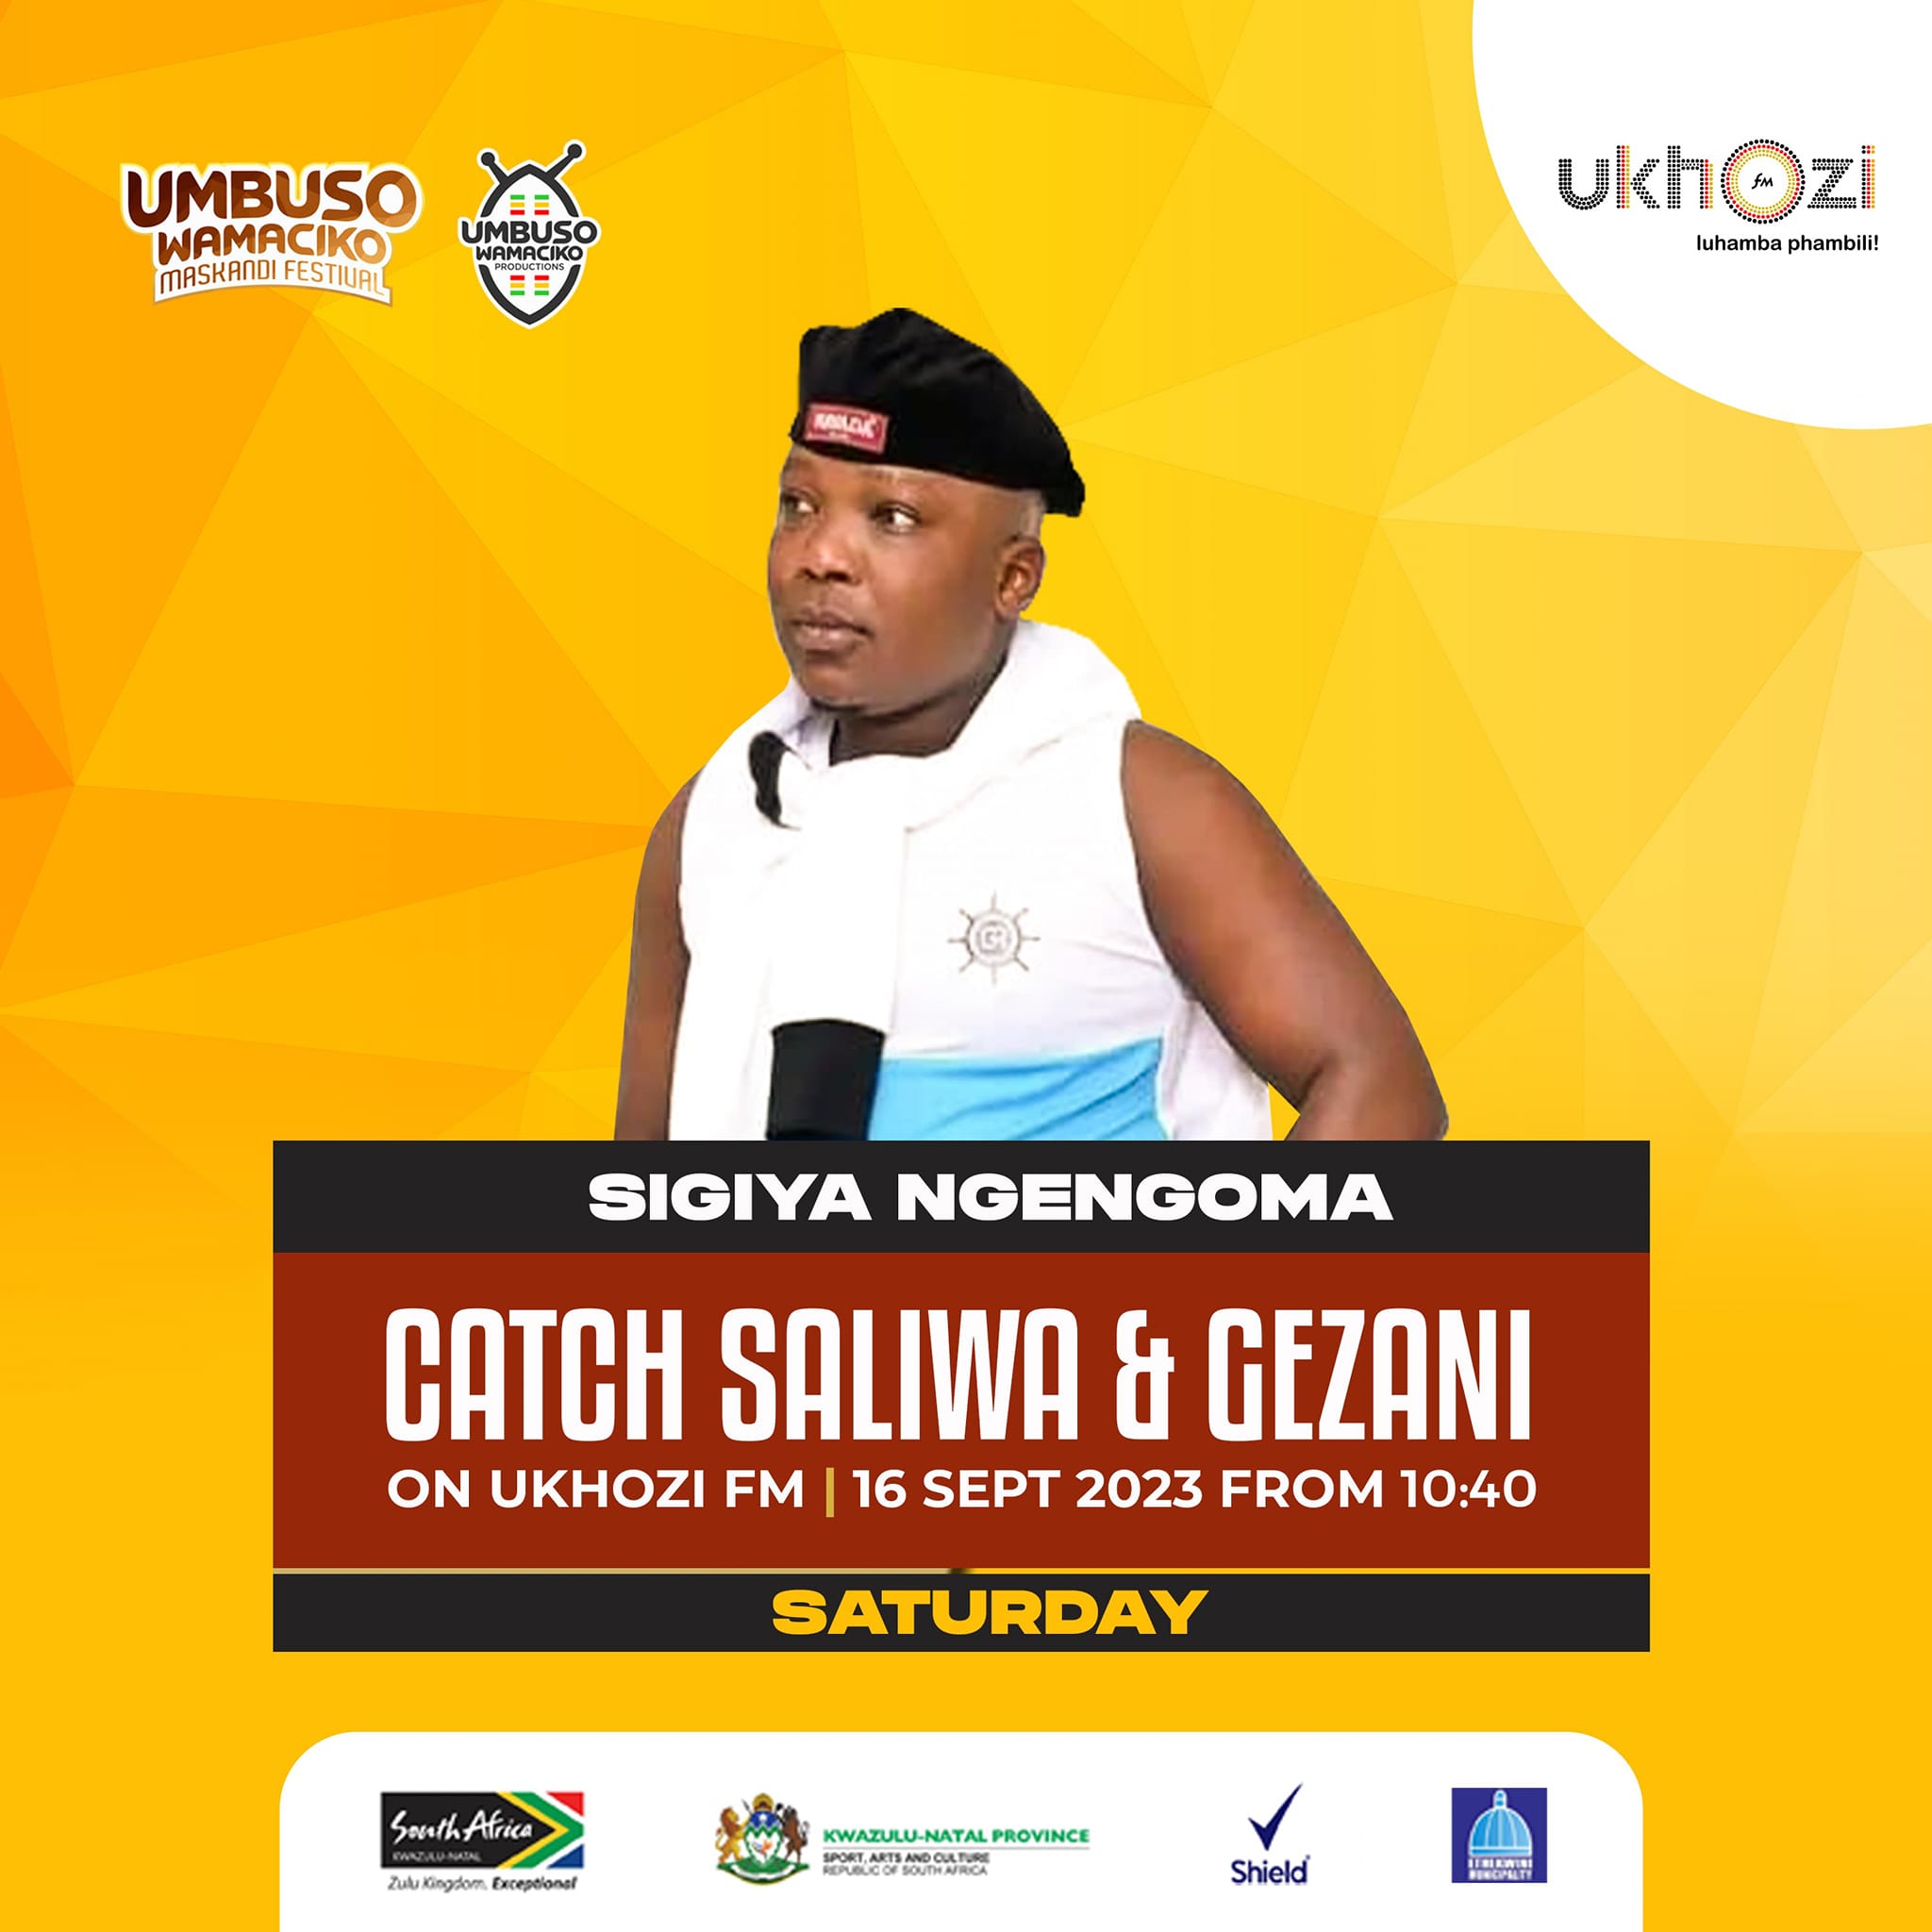 UMBUSO
WAMACIKO
MASKANDI FESTIVAL
UMBUSO
WAMACIKO
PRODUCTIONS
ukhOzi
fm
luhamba phambili!
SIGIYA NGENGOMA
CATCH SALIWA & GEZANI
ON UKHOZI FM | 16 SEPT 2023 FROM 10:40
SATURDAY
South Africa
KWAZULU-NATAL
Zulu Kingdom. Exceptional
KWAZULU-NATAL PROVINCE
SPORT, ARTS AND CULTURE
REPUBLIC OF SOUTH AFRICA
Shield
ETHEKWINI
MUNICIPALITY